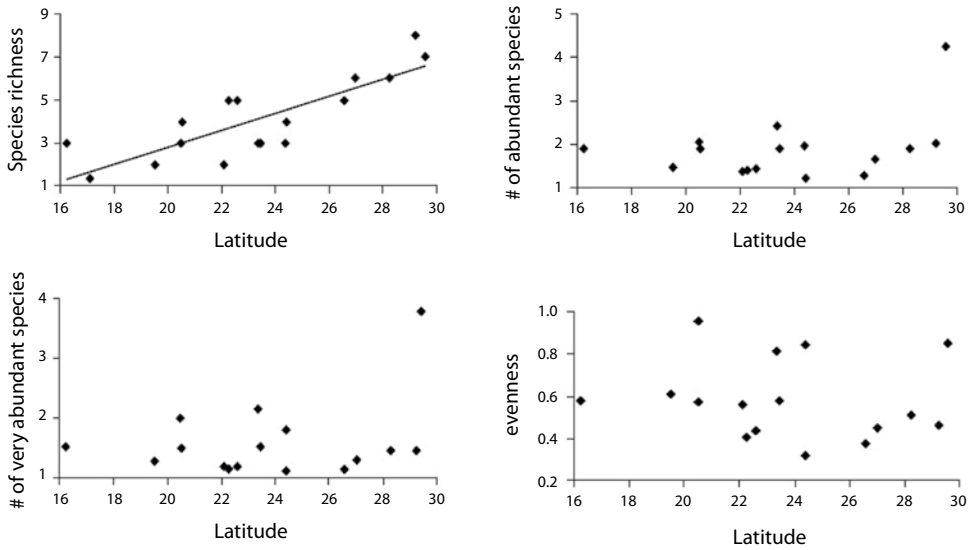 Species richness
9
7
5
3
1
16 18 20 22 24 26 28 30
Latitude
# of abundant species
5
4
3
2
1
16 18 20 22 24 26 28 30
Latitude
# of very abundant species
4
3
2
1
16 18 20 22 24 26 28 30
Latitude
evenness
1.0
0.8
0.6
0.4
0.2
16 18 20 22 24 26 28 30
Latitude